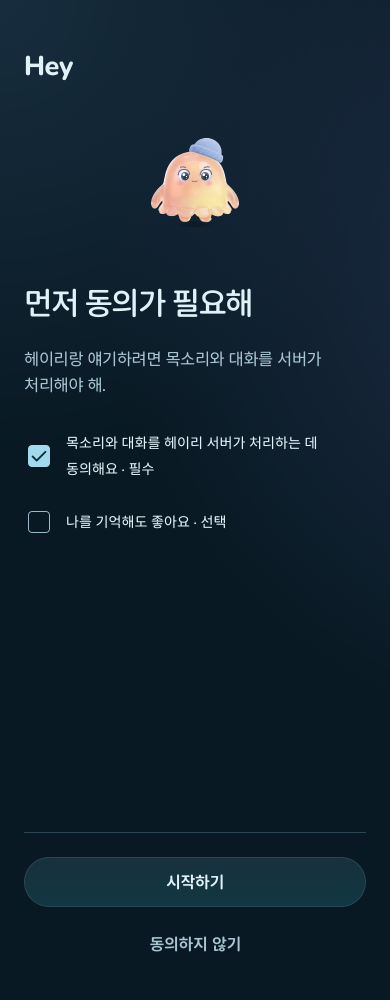 Hey
먼저 동의가 필요해
헤이리랑 얘기하려면 목소리와 대화를 서버가
처리해야 해.
목소리와 대화를 헤이리 서버가 처리하는 데
동의해요 · 필수
나를 기억해도 좋아요 · 선택
시작하기
동의하지 않기